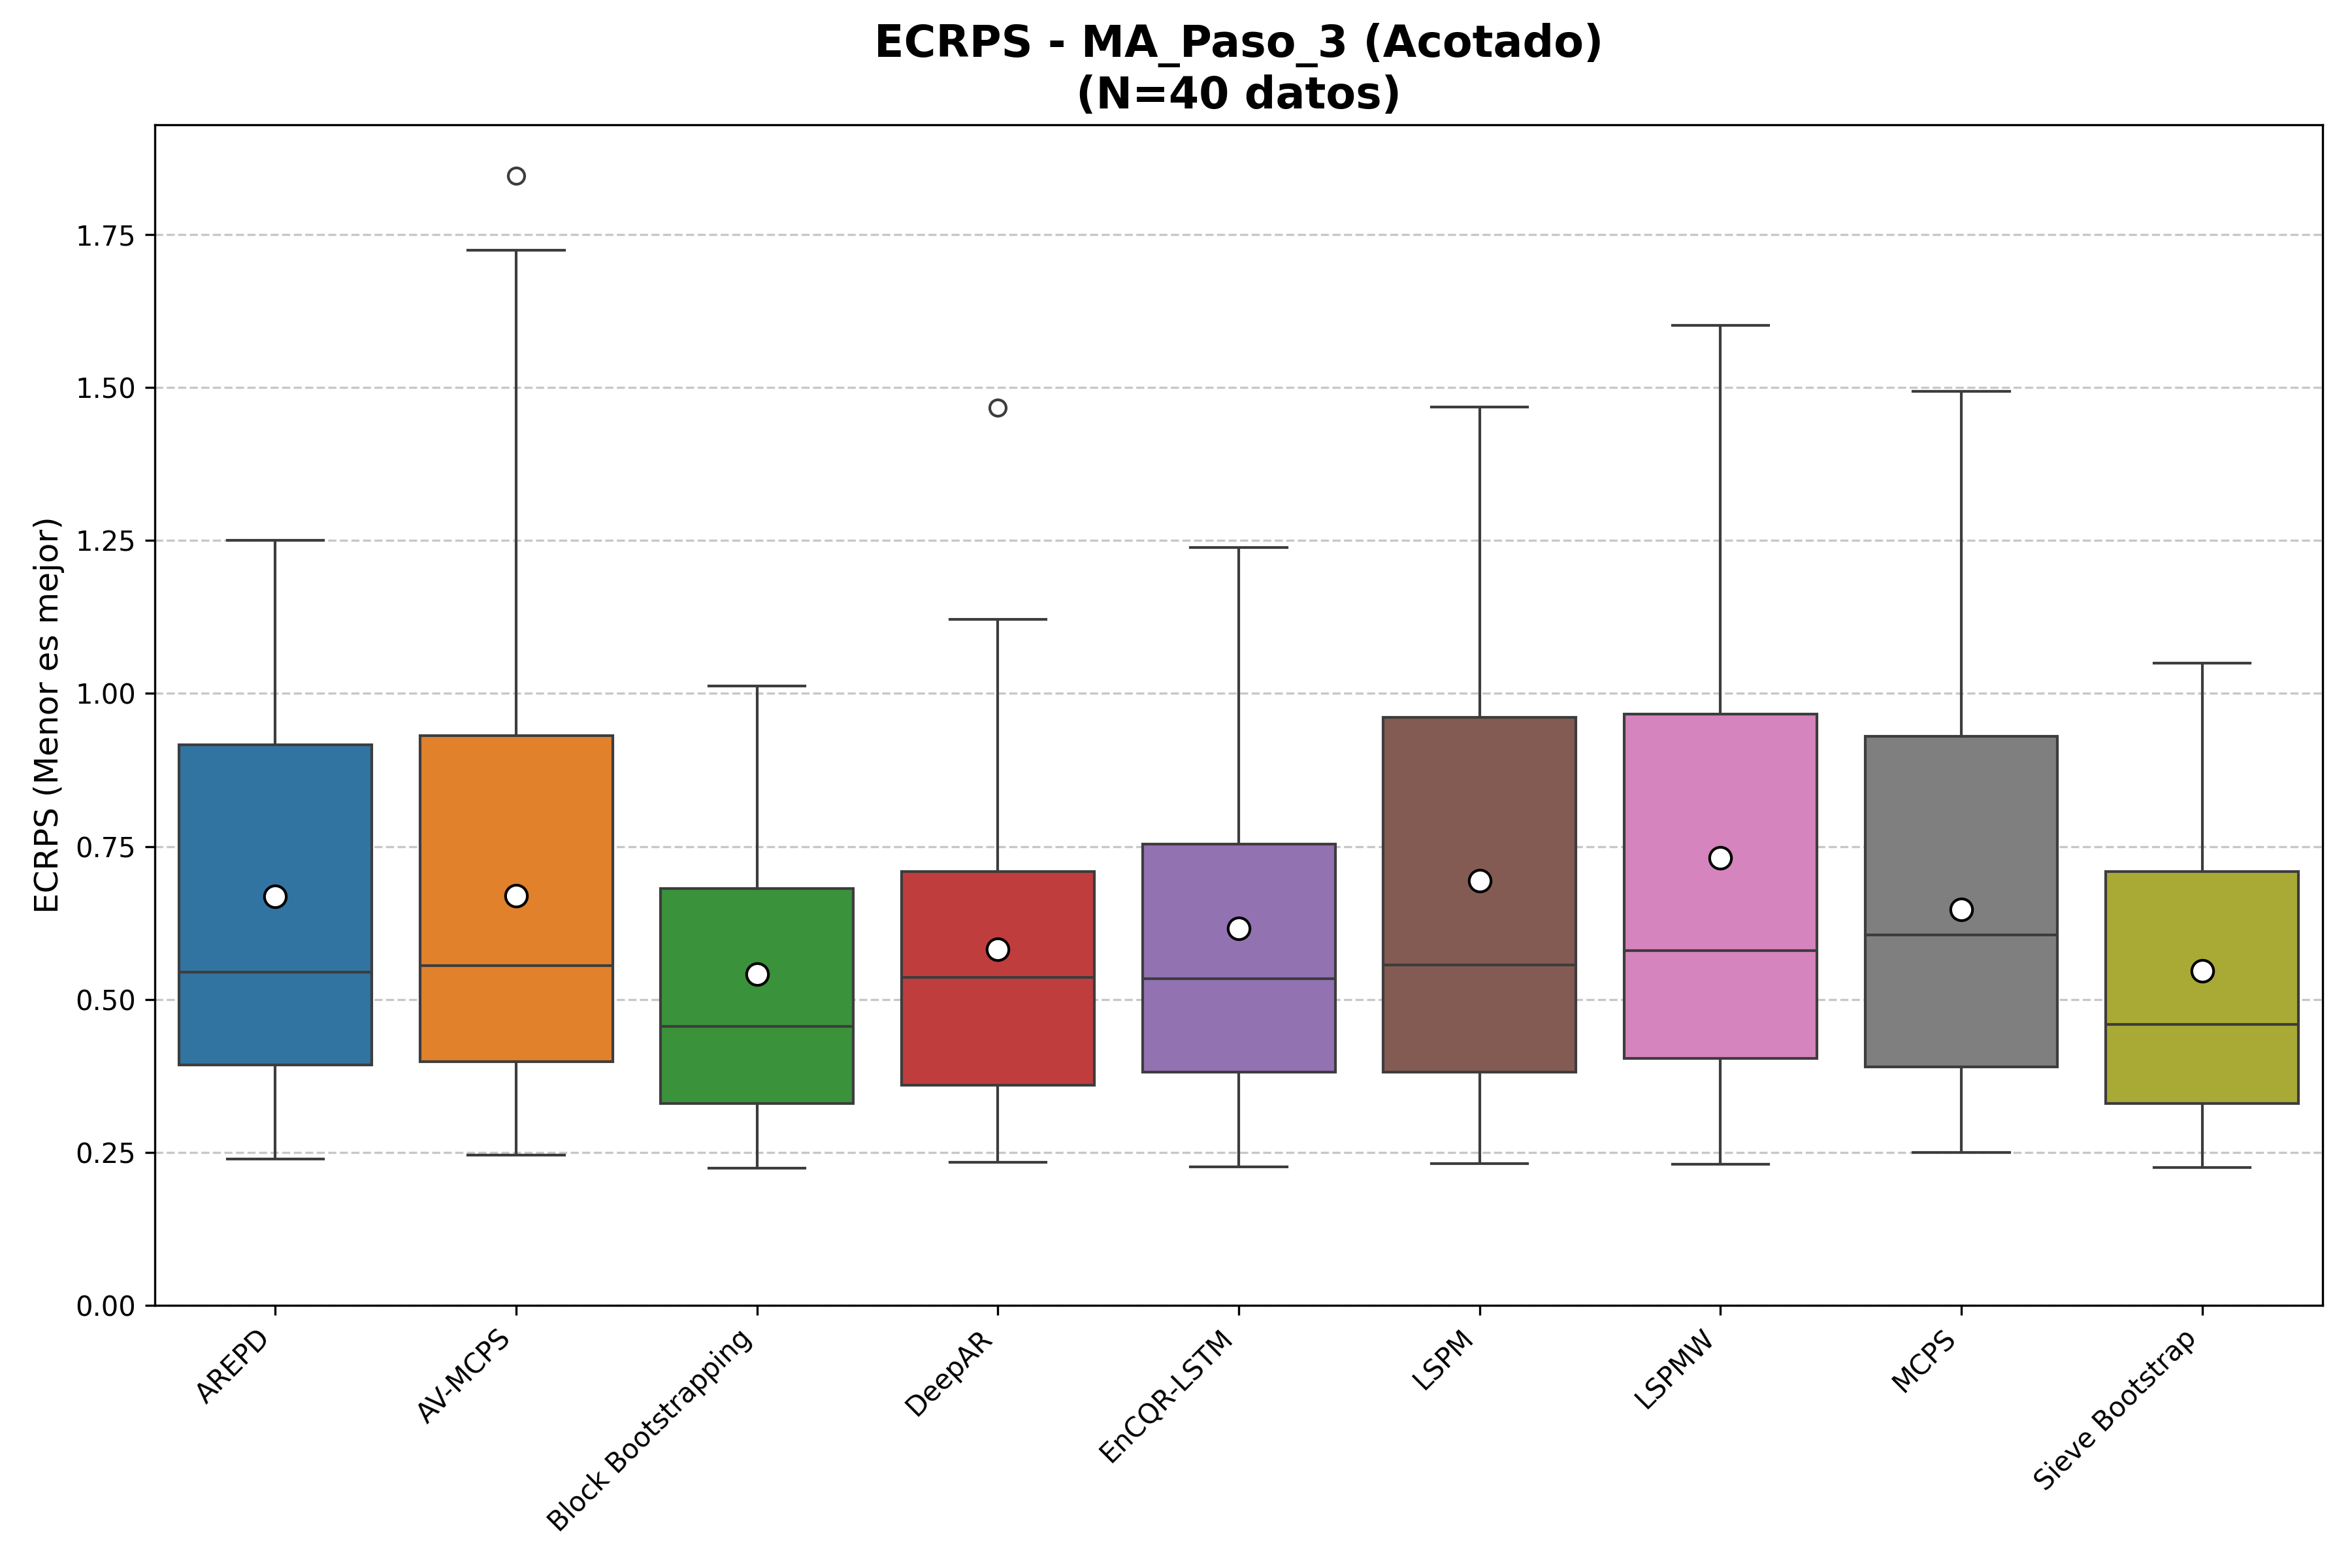 ECRPS - MA_Paso_3 (Acotado)
(N=40 datos)
ECRPS (Menor es mejor)
1.75
1.50
1.25
1.00
0.75
0.50
0.25
0.00
AREPD
AV-MCPS
Block Bootstrapping
DeepAR
EnCQR-LSTM
LSPM
LSPMW
MCPS
Sieve Bootstrap